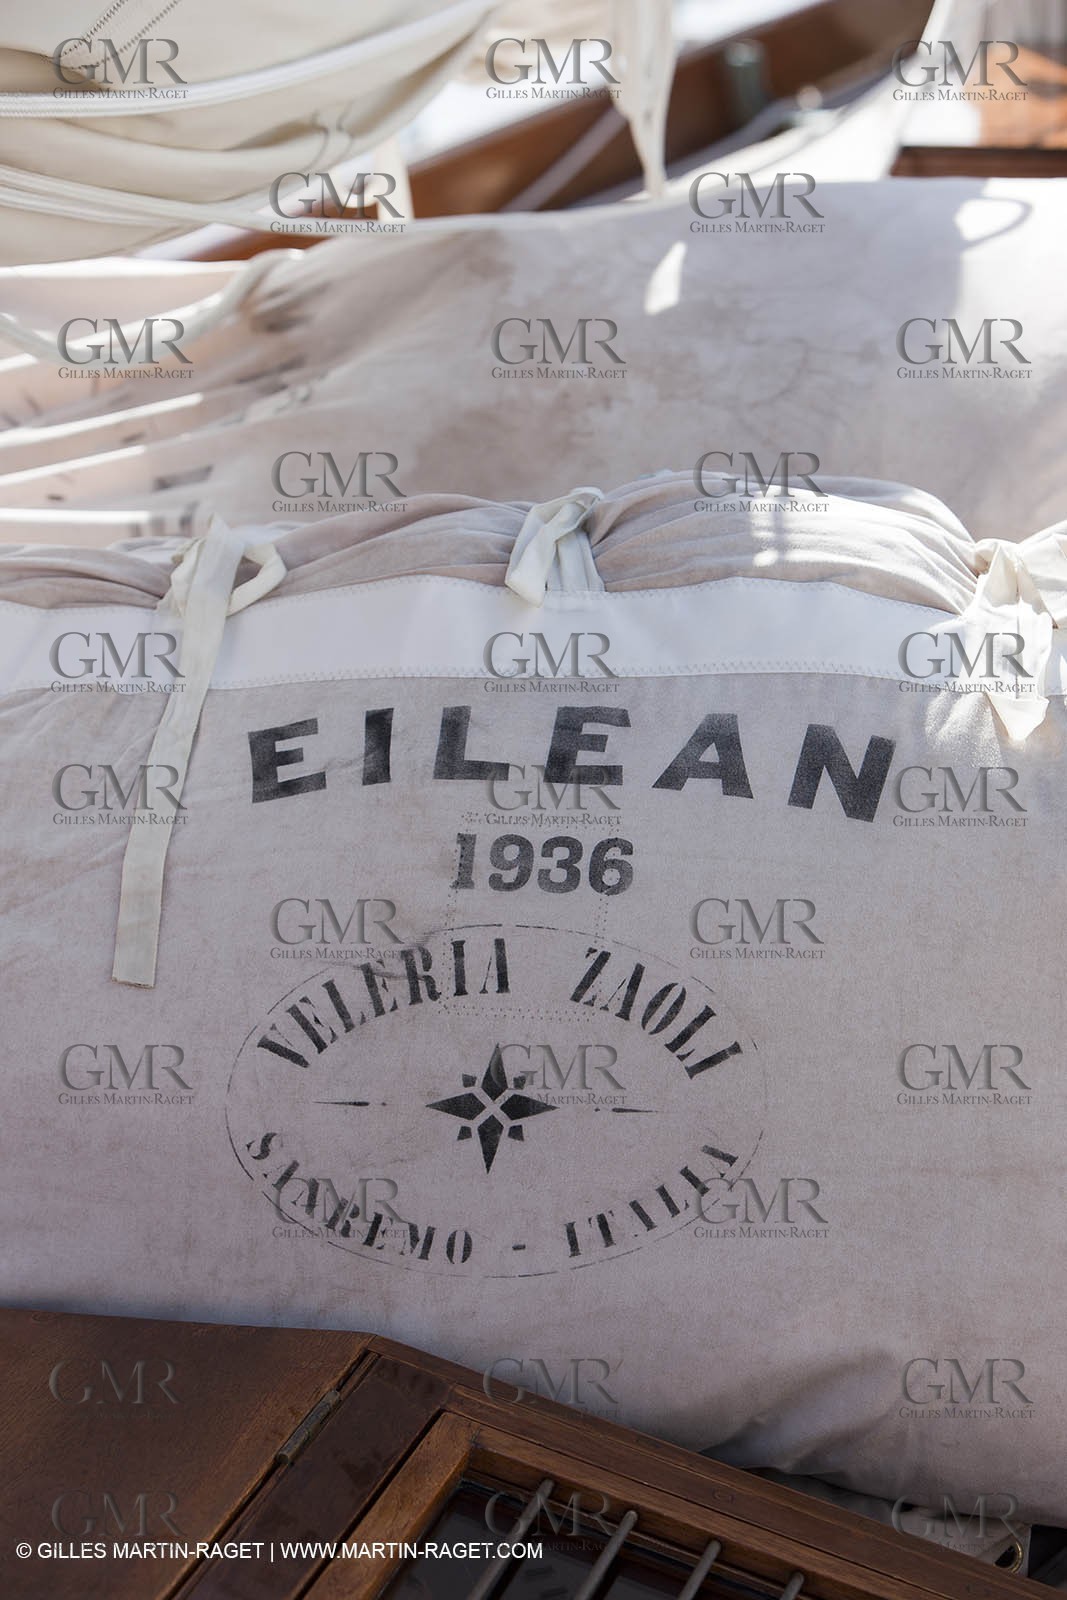 EILEAN
1936
VELERIA ZAOLI
SANREMO - ITALIA
GMR
GILLES MARTIN-RAGET
© GILLES MARTIN-RAGET | WWW.MARTIN-RAGET.COM